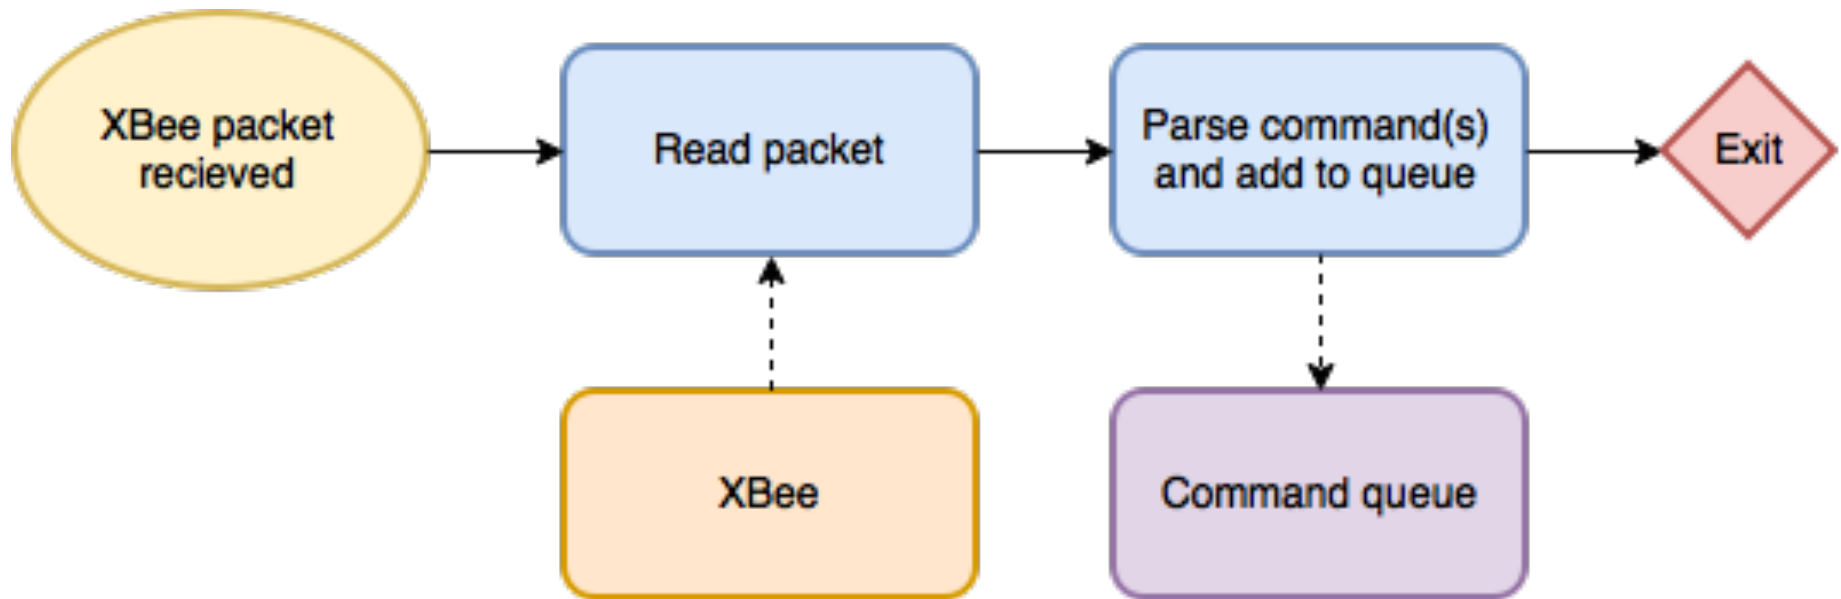 XBee packet
recieved
Read packet
Parse command(s)
and add to queue
Exit
XBee
Command queue